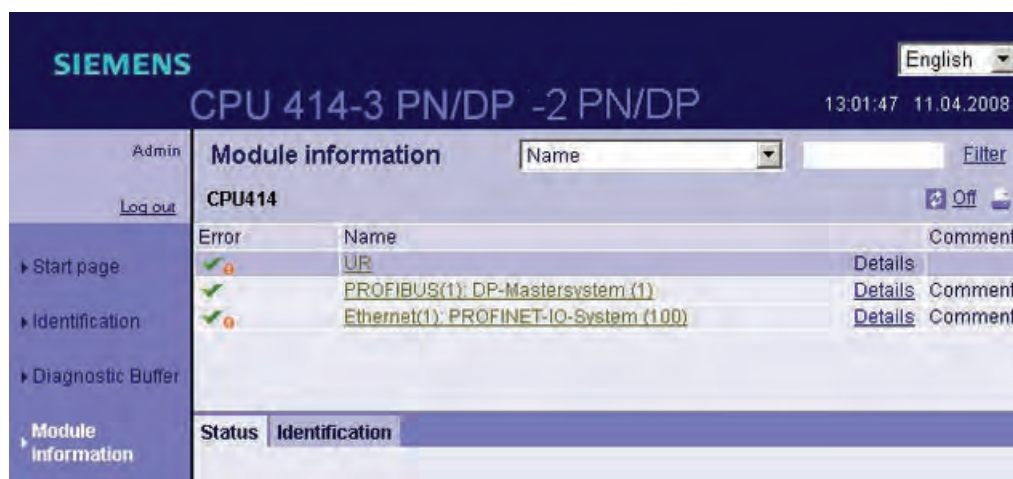 SIEMENS
English
CPU 414-3 PN/DP -2 PN/DP
13:01:47 11.04.2008
Admin
Module information
Name
Filter
Log out
CPU414
Off
Error Name Comment
Start page
UR Details
PROFIBUS(1): DP-Mastersystem (1) Details Comment
Identification
Ethernet(1): PROFINET-IO-System (100) Details Comment
Diagnostic Buffer
Module
information
Status Identification